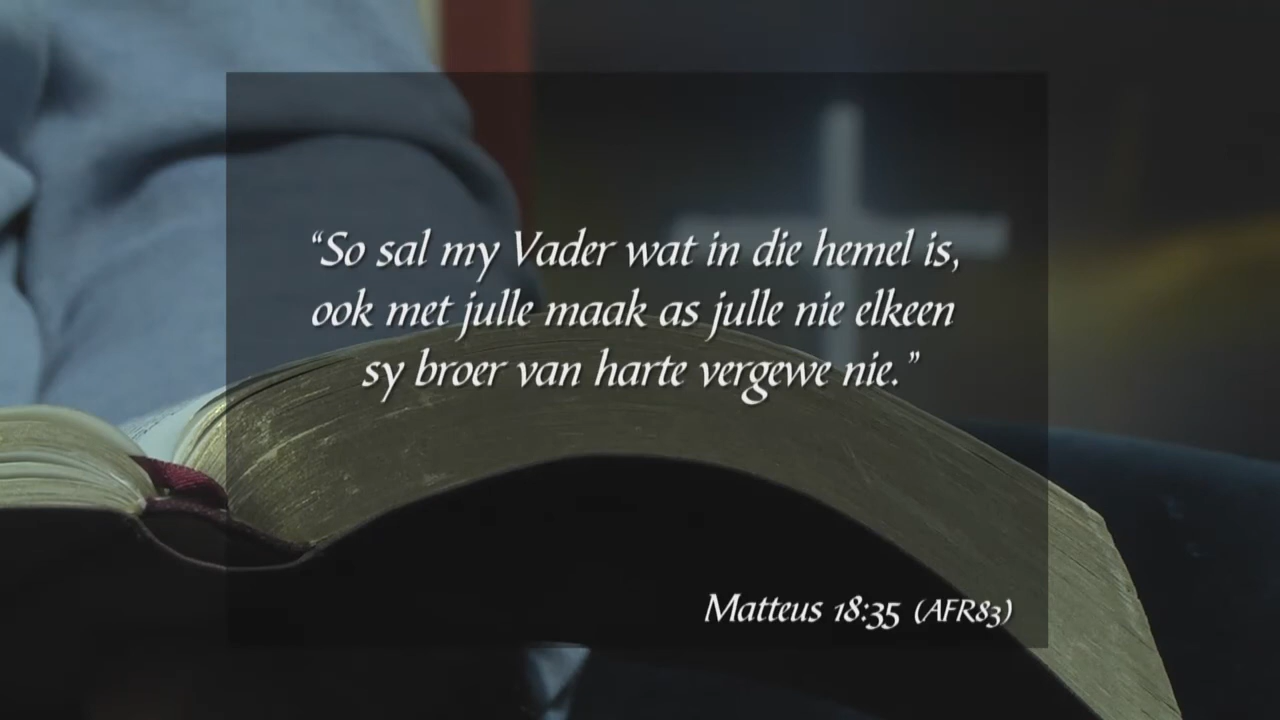 “So sal my Vader wat in die hemel is,
ook met julle maak as julle nie elkeen
sy broer van harte vergewe nie.”
Matteus 18:35 (AFR83)